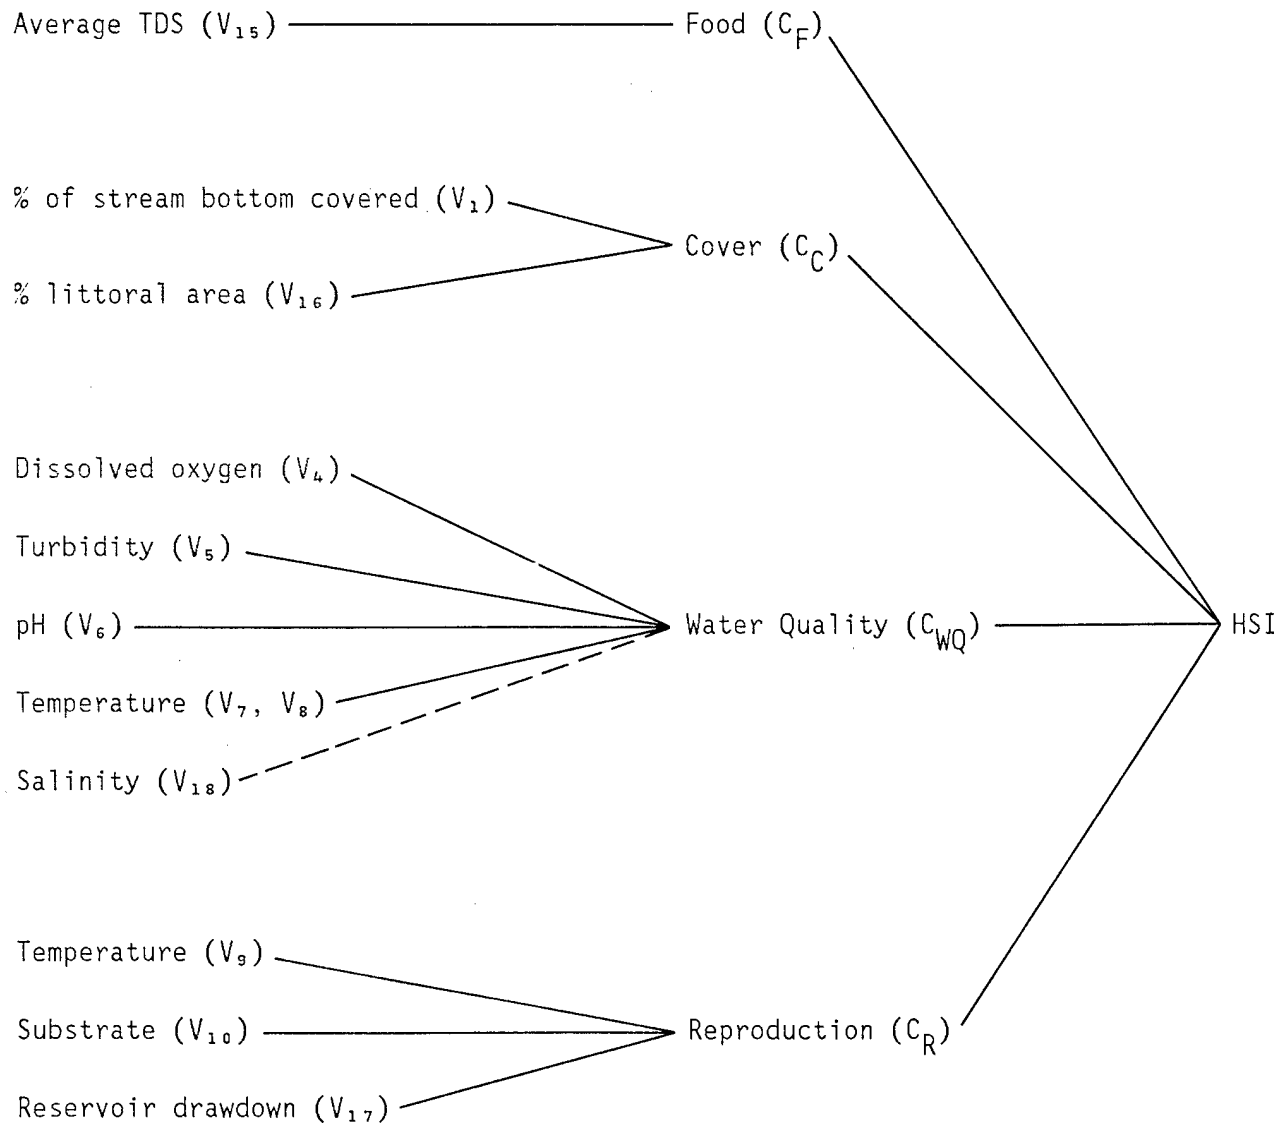 Average TDS (V₁₅) Food (C_F)
% of stream bottom covered (V₁)
Cover (C_C)
% littoral area (V₁₆)
Dissolved oxygen (V₄)
Turbidity (V₅)
pH (V₆) Water Quality (C_WQ) HSI
Temperature (V₇, V₈)
Salinity (V₁₈)
Temperature (V₉)
Substrate (V₁₀) Reproduction (C_R)
Reservoir drawdown (V₁₇)